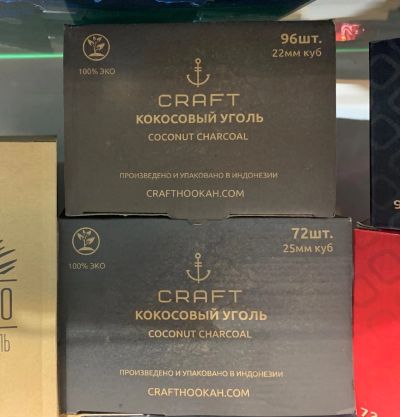 96шт.
22мм куб
100% ЭКО
CRAFT
КОКОСОВЫЙ УГОЛЬ
COCONUT CHARCOAL
ПРОИЗВЕДЕНО И УПАКОВАНО В ИНДОНЕЗИИ
CRAFTHOOKAH.COM
72шт.
25мм куб
100% ЭКО
CRAFT
КОКОСОВЫЙ УГОЛЬ
COCONUT CHARCOAL
ПРОИЗВЕДЕНО И УПАКОВАНО В ИНДОНЕЗИИ
CRAFTHOOKAH.COM